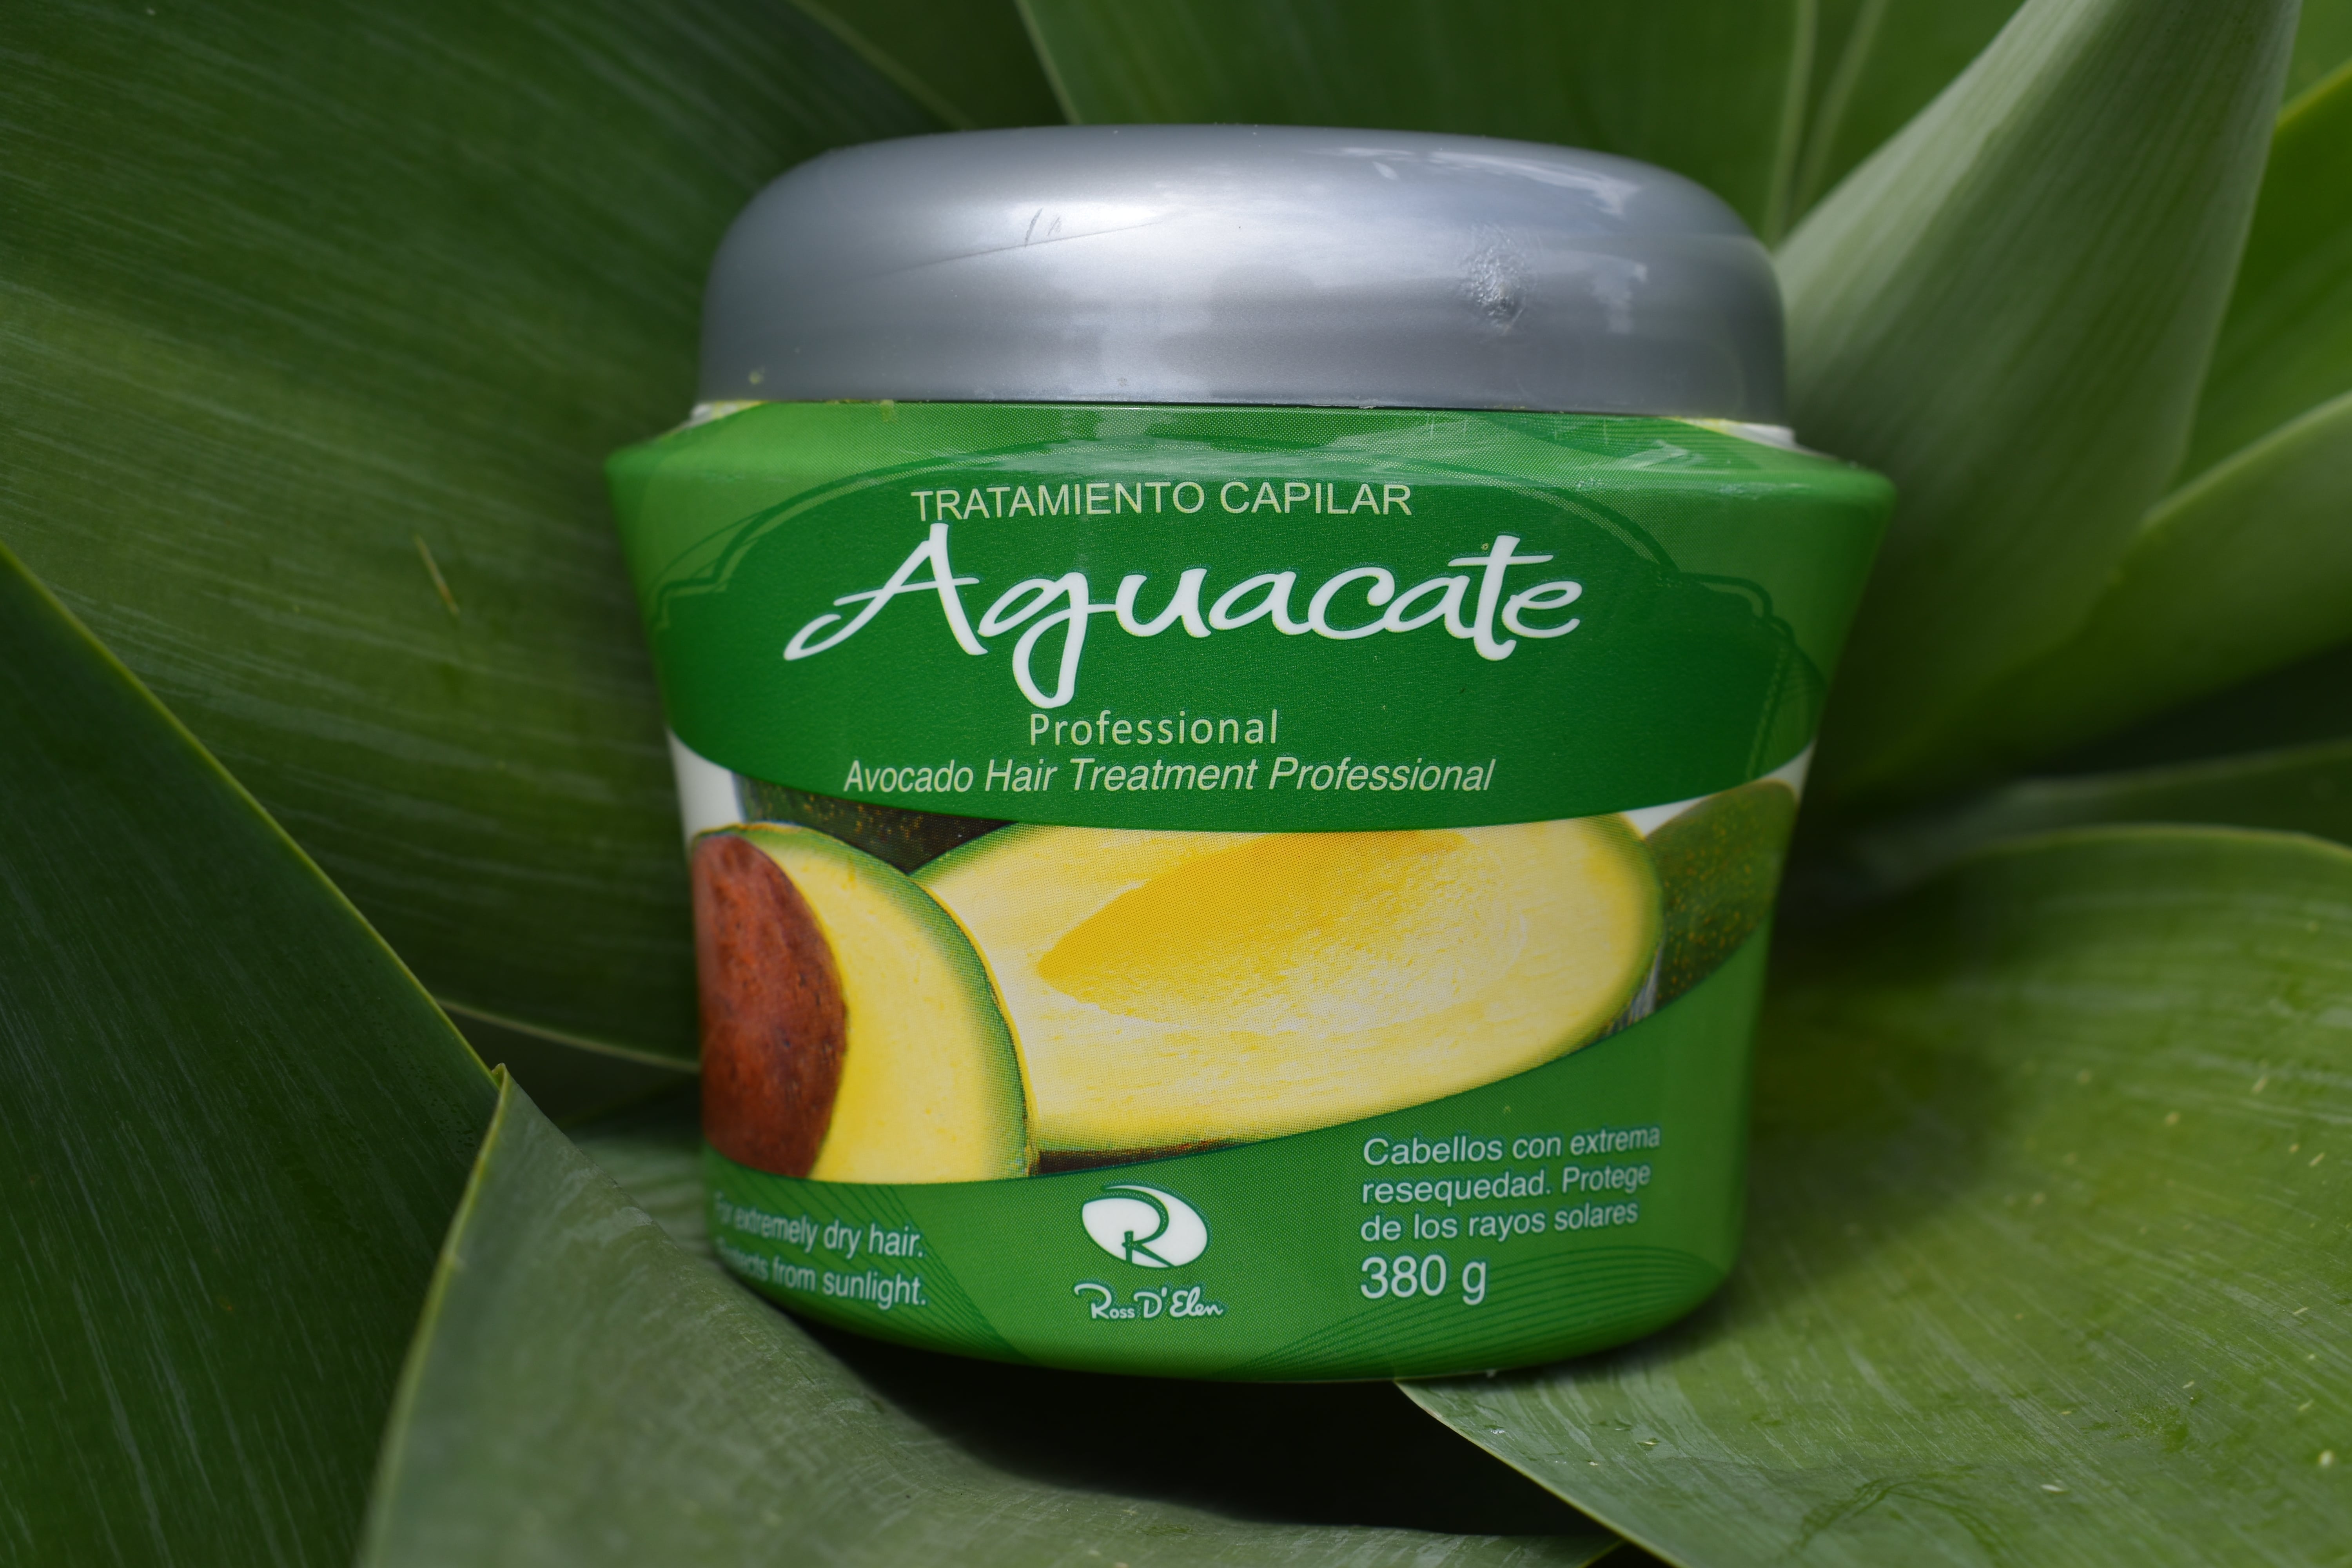 TRATAMIENTO CAPILAR
Aguacate
Professional
Avocado Hair Treatment Professional
For extremely dry hair.
from sunlight.
R
Ross D'Elen
Cabellos con extrema
resequedad. Protege
de los rayos solares
380 g